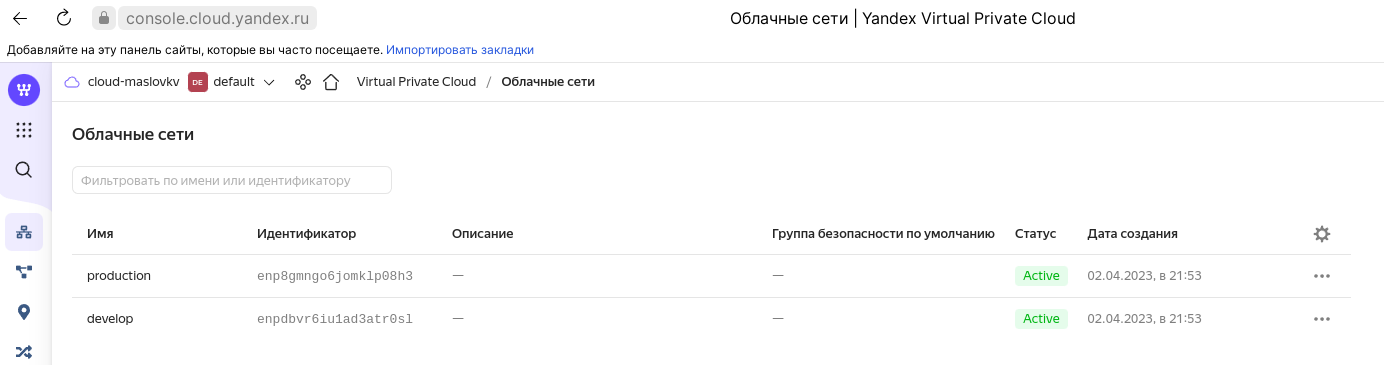 console.cloud.yandex.ru Облачные сети | Yandex Virtual Private Cloud
Добавляйте на эту панель сайты, которые вы часто посещаете. Импортировать закладки
cloud-maslovkv DE default Virtual Private Cloud / Облачные сети
Облачные сети
Фильтровать по имени или идентификатору
Имя Идентификатор Описание Группа безопасности по умолчанию Статус Дата создания
production enp8gmngo6jomklp08h3 — — Active 02.04.2023, в 21:53
develop enpdbvr6iu1ad3atr0sl — — Active 02.04.2023, в 21:53